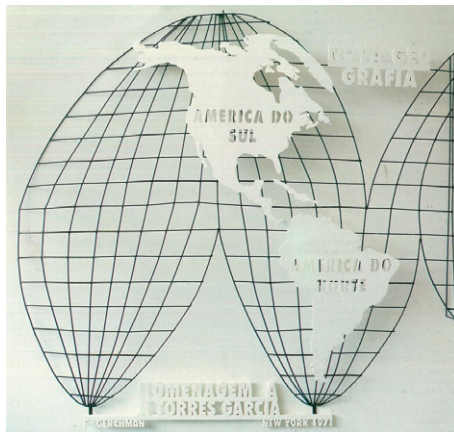 NOVA GEO
GRAFIA
AMERICA DO
SUL
AMERICA DO
NORTE
HOMENAGEM A
TORRES GARCIA
GERCHMAN
NEW YORK 1971